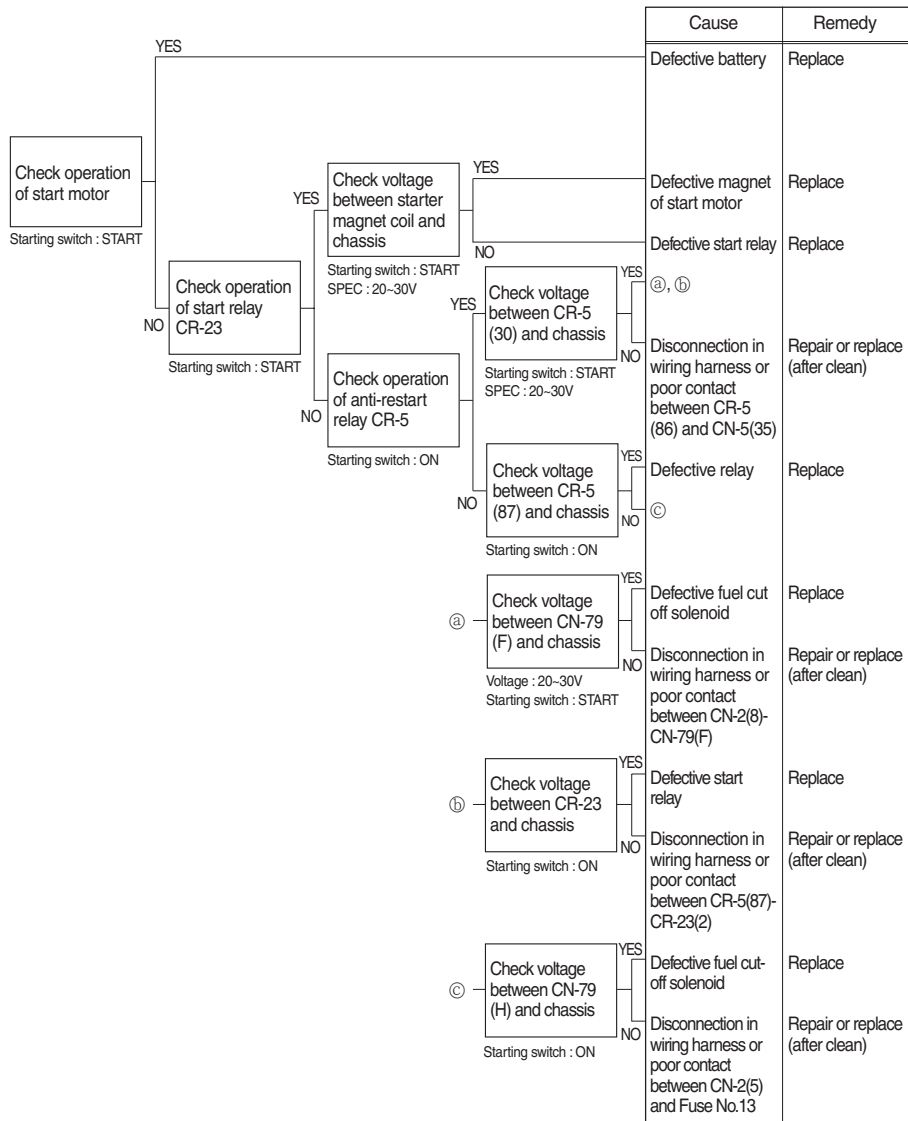 Cause Remedy
YES
Defective battery Replace
Check operation
of start motor
Starting switch : START
YES
Check voltage
between starter
magnet coil and
chassis
Starting switch : START
SPEC : 20~30V
YES
Defective magnet
of start motor
Replace
NO
Defective start relay Replace
NO
Check operation
of start relay
CR-23
Starting switch : START
NO
Check operation
of anti-restart
relay CR-5
Starting switch : ON
YES
Check voltage
between CR-5
(30) and chassis
Starting switch : START
SPEC : 20~30V
YES
ⓐ, ⓑ
NO
Disconnection in
wiring harness or
poor contact
between CR-5
(86) and CN-5(35)
Repair or replace
(after clean)
NO
Check voltage
between CR-5
(87) and chassis
Starting switch : ON
YES
Defective relay Replace
NO
ⓒ
ⓐ
Check voltage
between CN-79
(F) and chassis
Voltage : 20~30V
Starting switch : START
YES
Defective fuel cut
off solenoid
Replace
NO
Disconnection in
wiring harness or
poor contact
between CN-2(8)-
CN-79(F)
Repair or replace
(after clean)
ⓑ
Check voltage
between CR-23
and chassis
Starting switch : ON
YES
Defective start
relay
Replace
NO
Disconnection in
wiring harness or
poor contact
between CR-5(87)-
CR-23(2)
Repair or replace
(after clean)
ⓒ
Check voltage
between CN-79
(H) and chassis
Starting switch : ON
YES
Defective fuel cut-
off solenoid
Replace
NO
Disconnection in
wiring harness or
poor contact
between CN-2(5)
and Fuse No.13
Repair or replace
(after clean)